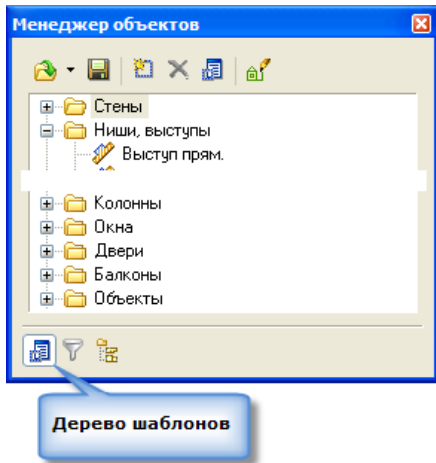 Менеджер объектов
Стены
Ниши, выступы
Выступ прям.
Колонны
Окна
Двери
Балконы
Объекты
Дерево шаблонов